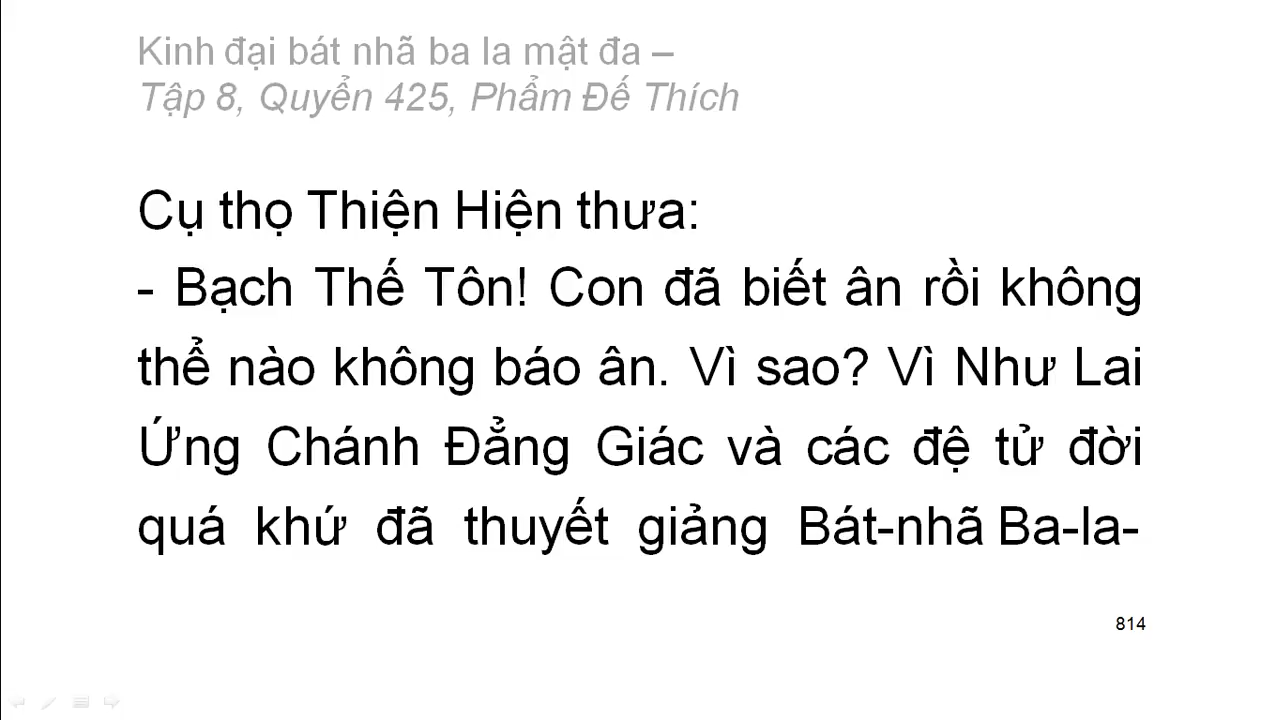 Kinh đại bát nhã ba la mật đa –
Tập 8, Quyển 425, Phẩm Đế Thích
Cụ thọ Thiện Hiện thưa:
- Bạch Thế Tôn! Con đã biết ân rồi không
thể nào không báo ân. Vì sao? Vì Như Lai
Ứng Chánh Đẳng Giác và các đệ tử đời
quá khứ đã thuyết giảng Bát-nhã Ba-la-
814